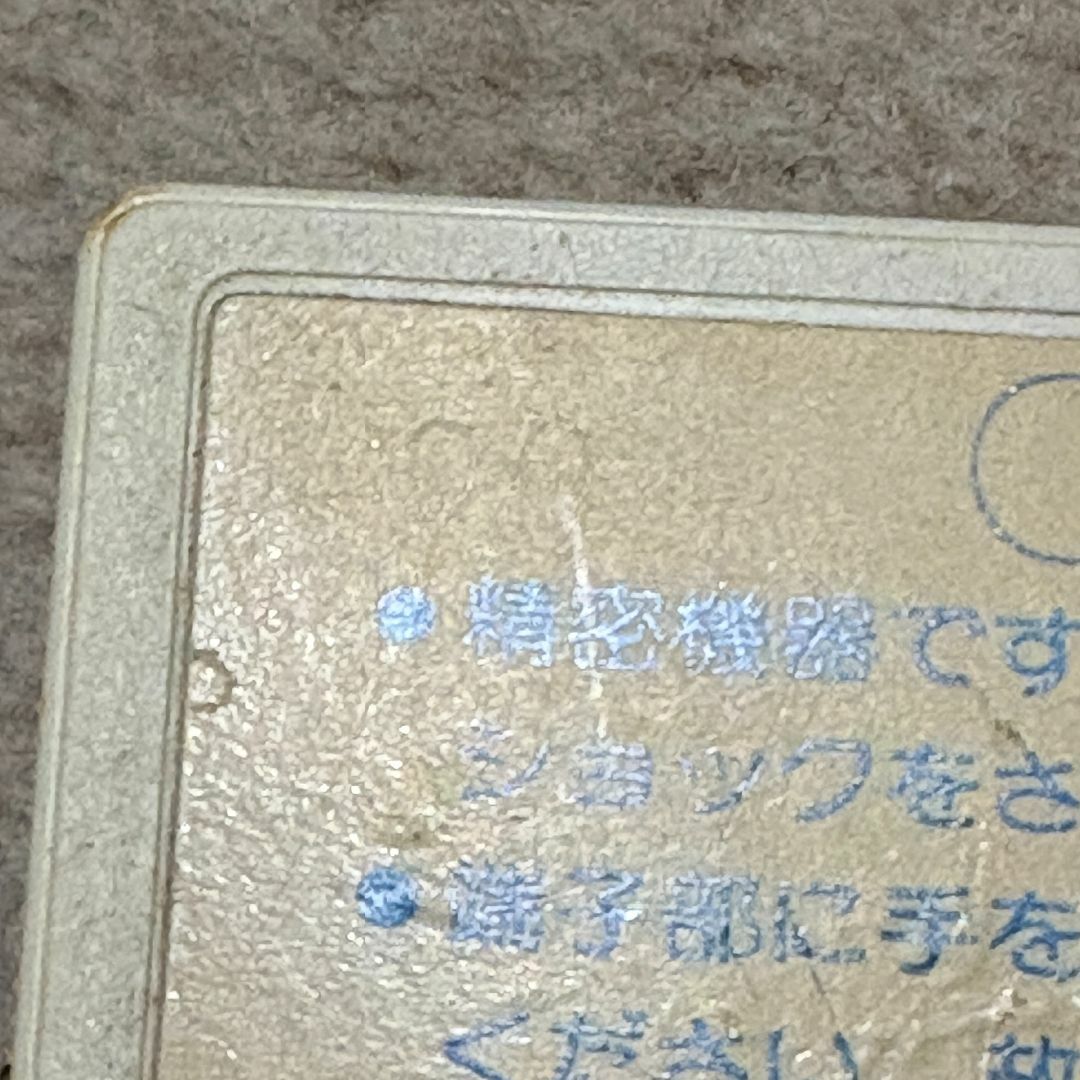 ●精密機器です
ショックをさ
●端子部に手を
ください